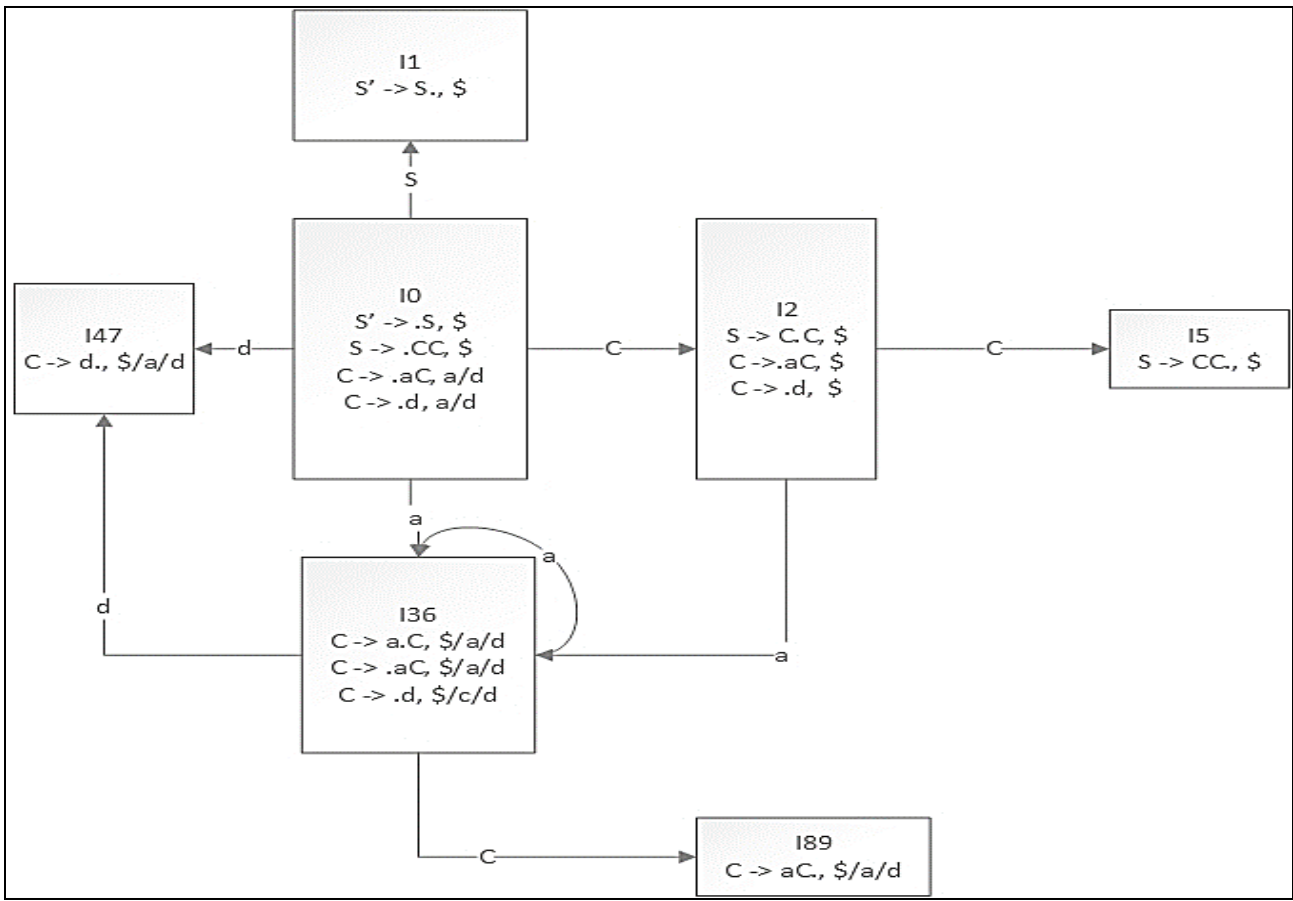 I1
S’ -> S., $
S
I0
S’ -> .S, $
S -> .CC, $
C -> .aC, a/d
C -> .d, a/d
I47
C -> d., $/a/d
d
C
I2
S -> C.C, $
C ->.aC, $
C -> .d, $
C
I5
S -> CC., $
a
a
d
I36
C -> a.C, $/a/d
C -> .aC, $/a/d
C -> .d, $/c/d
a
C
I89
C -> aC., $/a/d